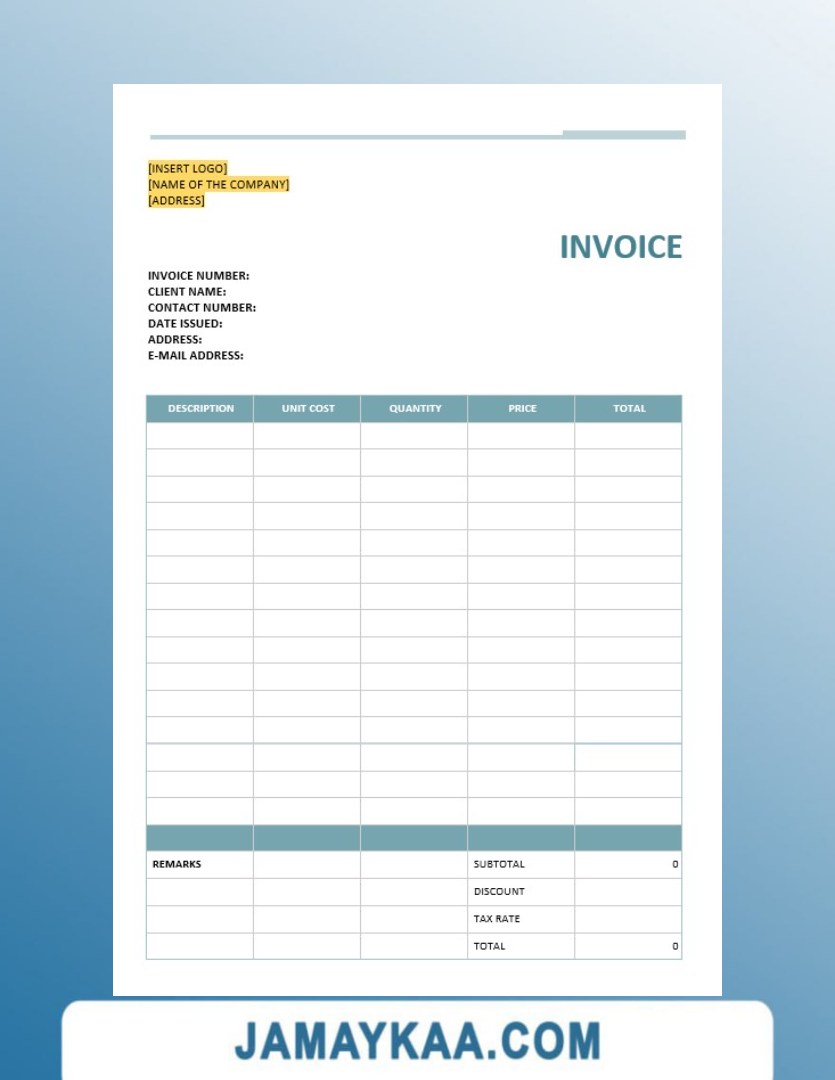 [INSERT LOGO]
[NAME OF THE COMPANY]
[ADDRESS]
INVOICE
INVOICE NUMBER:
CLIENT NAME:
CONTACT NUMBER:
DATE ISSUED:
ADDRESS:
E-MAIL ADDRESS:
DESCRIPTION UNIT COST QUANTITY PRICE TOTAL
REMARKS SUBTOTAL 0
DISCOUNT
TAX RATE
TOTAL 0
JAMAYKAA.COM